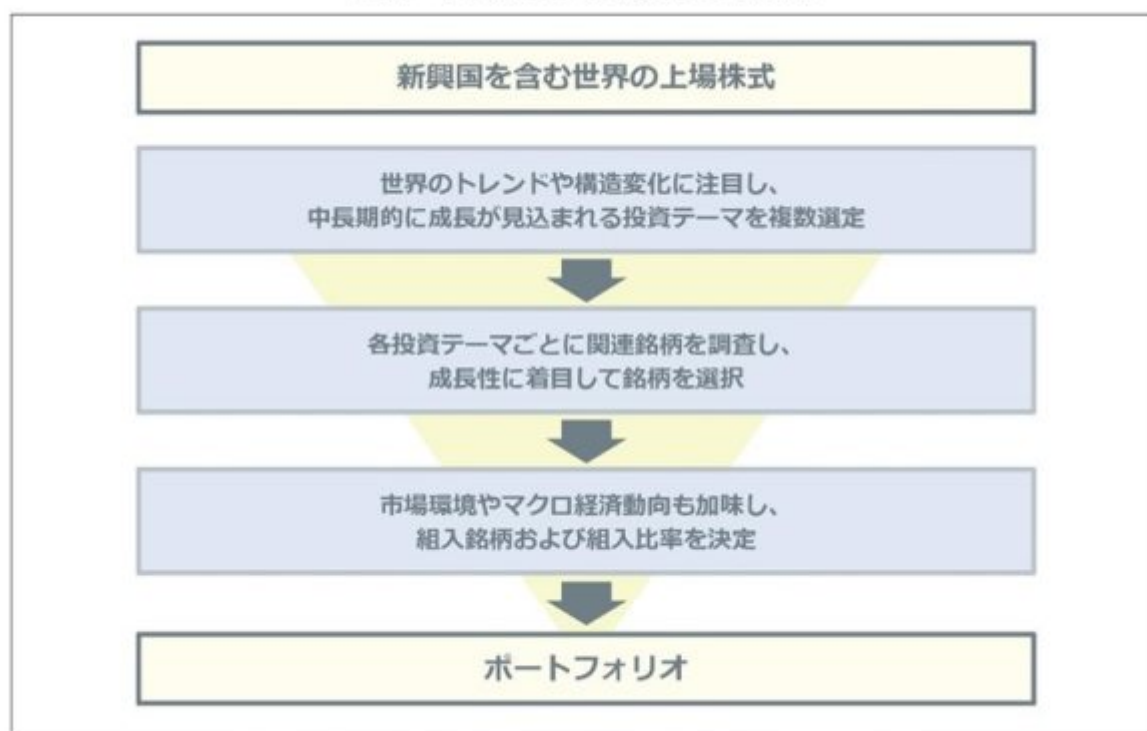 新興国を含む世界の上場株式
世界のトレンドや構造変化に注目し、
中長期的に成長が見込まれる投資テーマを複数選定
各投資テーマごとに関連銘柄を調査し、
成長性に着目して銘柄を選択
市場環境やマクロ経済動向も加味し、
組入銘柄および組入比率を決定
ポートフォリオ